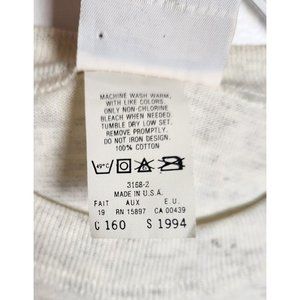 MACHINE WASH WARM,
WITH LIKE COLORS.
ONLY NON-CHLORINE
BLEACH WHEN NEEDED.
TUMBLE DRY LOW SET.
REMOVE PROMPTLY.
DO NOT IRON DESIGN.
100% COTTON
49°C
3168-2
MADE IN U.S.A.
FAIT AUX E.U.
19 RN 15897 CA 00439
C 160 S 1994